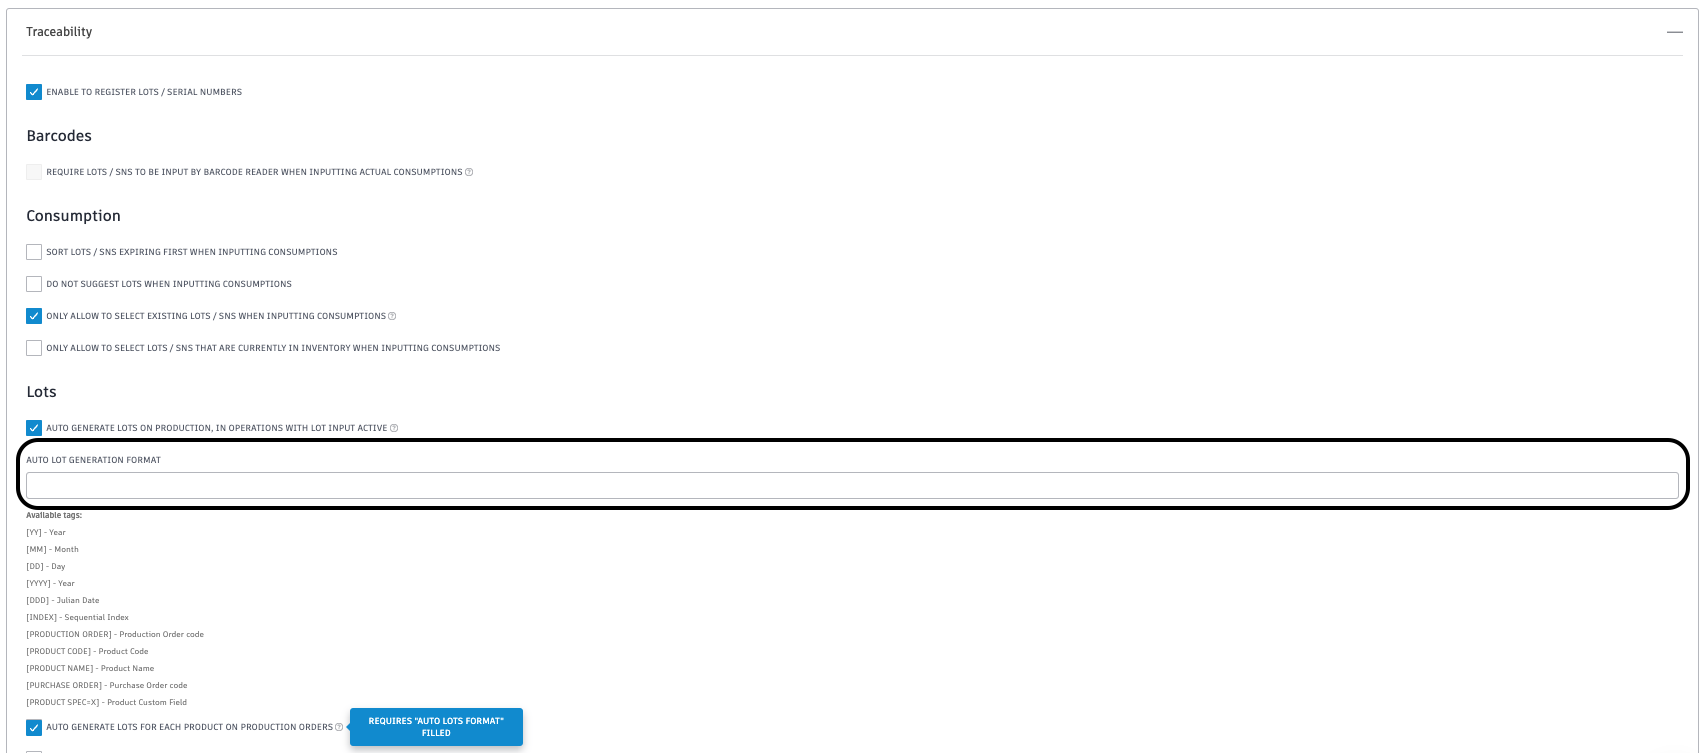 Traceability
ENABLE TO REGISTER LOTS / SERIAL NUMBERS
Barcodes
REQUIRE LOTS / SNS TO BE INPUT BY BARCODE READER WHEN INPUTTING ACTUAL CONSUMPTIONS
Consumption
SORT LOTS / SNS EXPIRING FIRST WHEN INPUTTING CONSUMPTIONS
DO NOT SUGGEST LOTS WHEN INPUTTING CONSUMPTIONS
ONLY ALLOW TO SELECT EXISTING LOTS / SNS WHEN INPUTTING CONSUMPTIONS
ONLY ALLOW TO SELECT LOTS / SNS THAT ARE CURRENTLY IN INVENTORY WHEN INPUTTING CONSUMPTIONS
Lots
AUTO GENERATE LOTS ON PRODUCTION, IN OPERATIONS WITH LOT INPUT ACTIVE
AUTO LOT GENERATION FORMAT
Available tags:
[YY] - Year
[MM] - Month
[DD] - Day
[YYYY] - Year
[DDD] - Julian Date
[INDEX] - Sequential Index
[PRODUCTION ORDER] - Production Order code
[PRODUCT CODE] - Product Code
[PRODUCT NAME] - Product Name
[PURCHASE ORDER] - Purchase Order code
[PRODUCT SPEC=X] - Product Custom Field
AUTO GENERATE LOTS FOR EACH PRODUCT ON PRODUCTION ORDERS
REQUIRES "AUTO LOTS FORMAT"
FILLED